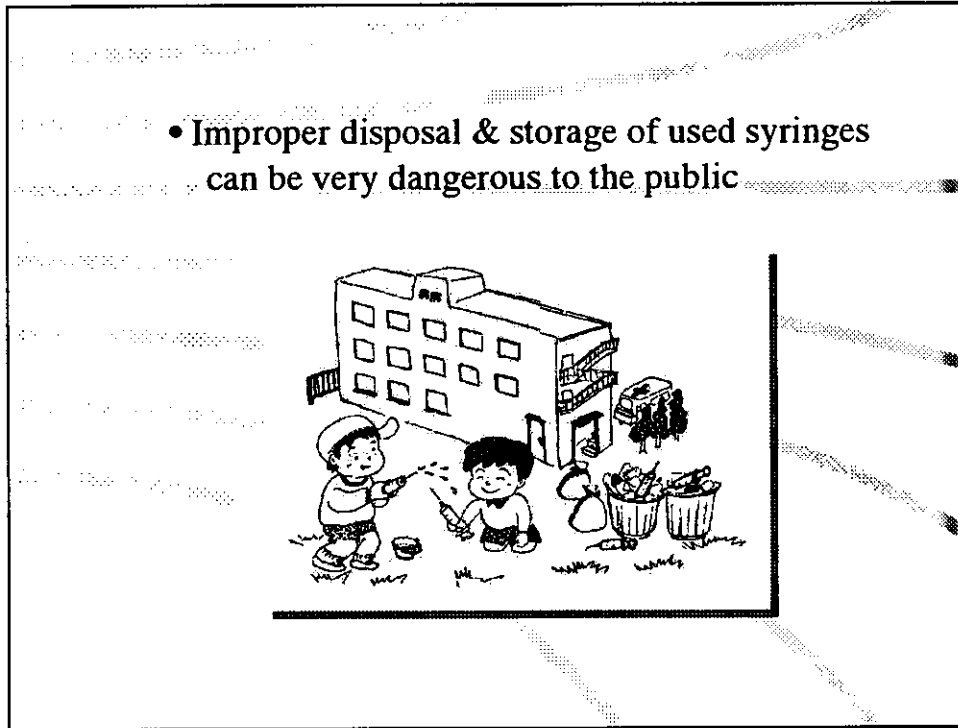 • Improper disposal & storage of used syringes
can be very dangerous to the public